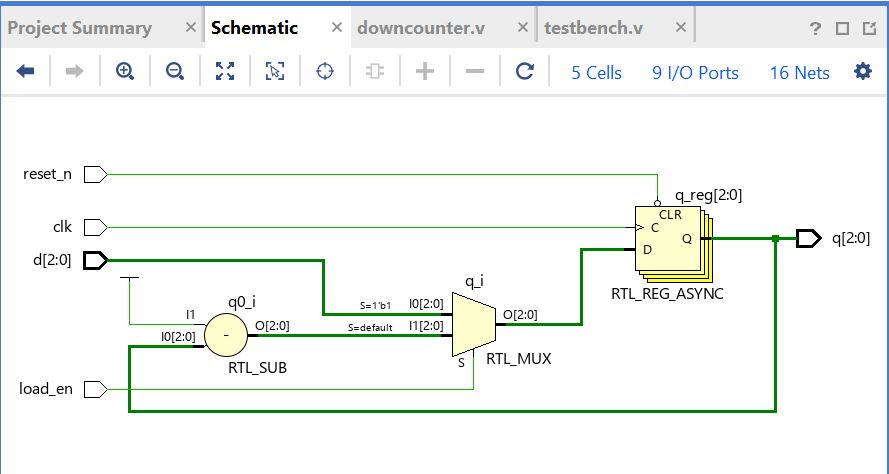 Project Summary × Schematic × downcounter.v × testbench.v × ?
5 Cells 9 I/O Ports 16 Nets
reset_n
q_reg[2:0]
CLR
clk
C
Q
q[2:0]
d[2:0]
D
q_i
RTL_REG_ASYNC
q0_i
S=1'b1 I0[2:0]
I1
O[2:0]
O[2:0]
S=default I1[2:0]
-
I0[2:0]
S
RTL_MUX
RTL_SUB
load_en